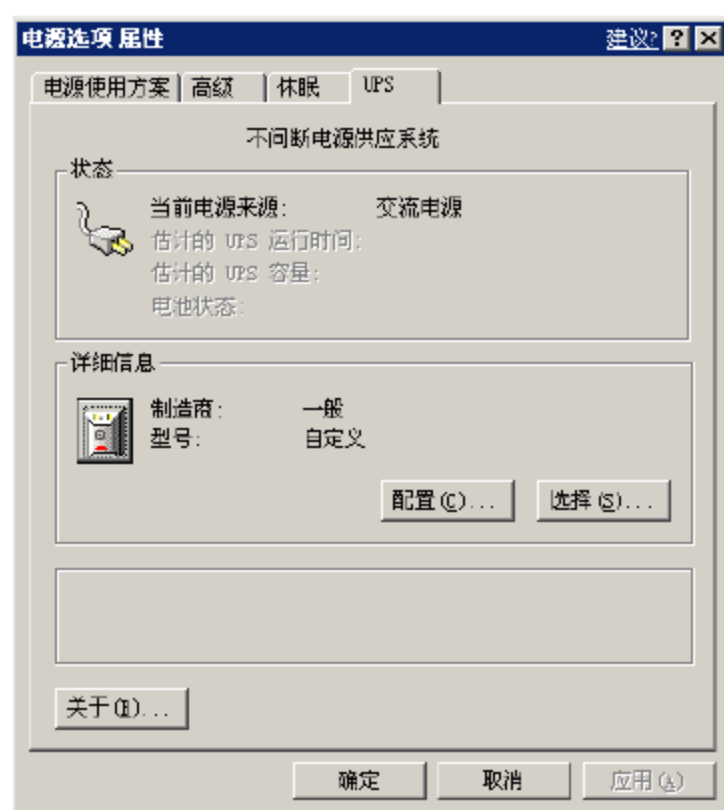 电源选项 属性 建议?
电源使用方案 高级 休眠 UPS
不间断电源供应系统
状态
当前电源来源: 交流电源
估计的 UPS 运行时间:
估计的 UPS 容量:
电池状态:
详细信息
制造商: 一般
型号: 自定义
配置(C)... 选择(S)...
关于(B)...
确定 取消 应用(A)